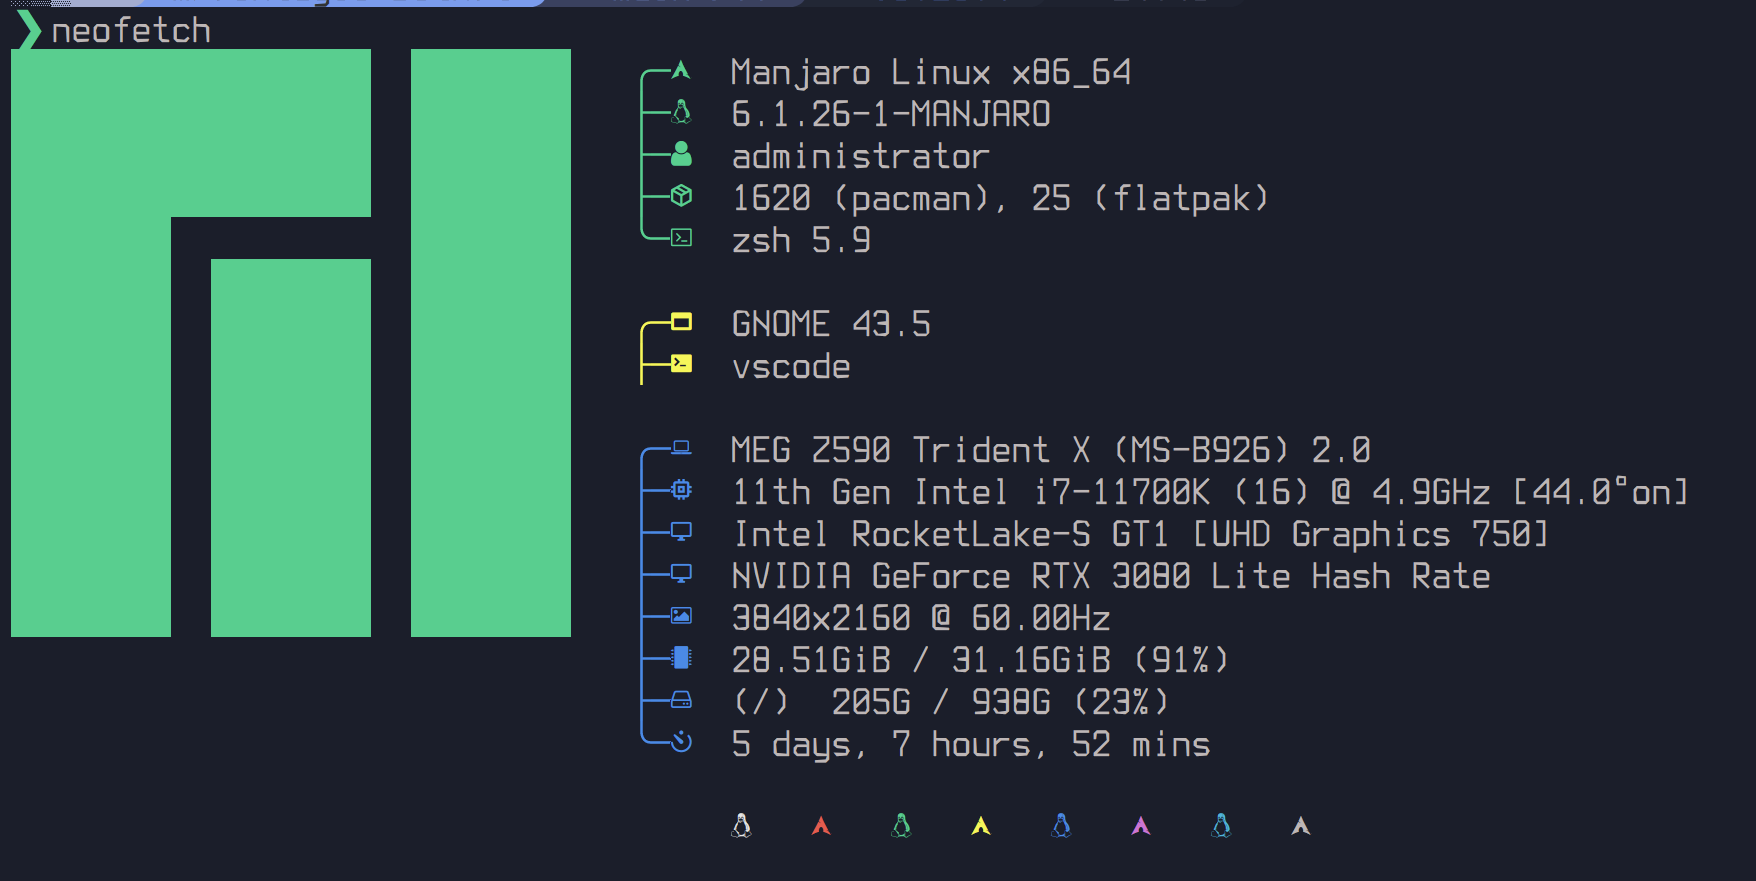 neofetch
Manjaro Linux x86_64
6.1.26-1-MANJARO
administrator
1620 (pacman), 25 (flatpak)
zsh 5.9
GNOME 43.5
vscode
MEG Z590 Trident X (MS-B926) 2.0
11th Gen Intel i7-11700K (16) @ 4.9GHz [44.0°on]
Intel RocketLake-S GT1 [UHD Graphics 750]
NVIDIA GeForce RTX 3080 Lite Hash Rate
3840x2160 @ 60.00Hz
28.51GiB / 31.16GiB (91%)
(/)  205G / 938G (23%)
5 days, 7 hours, 52 mins